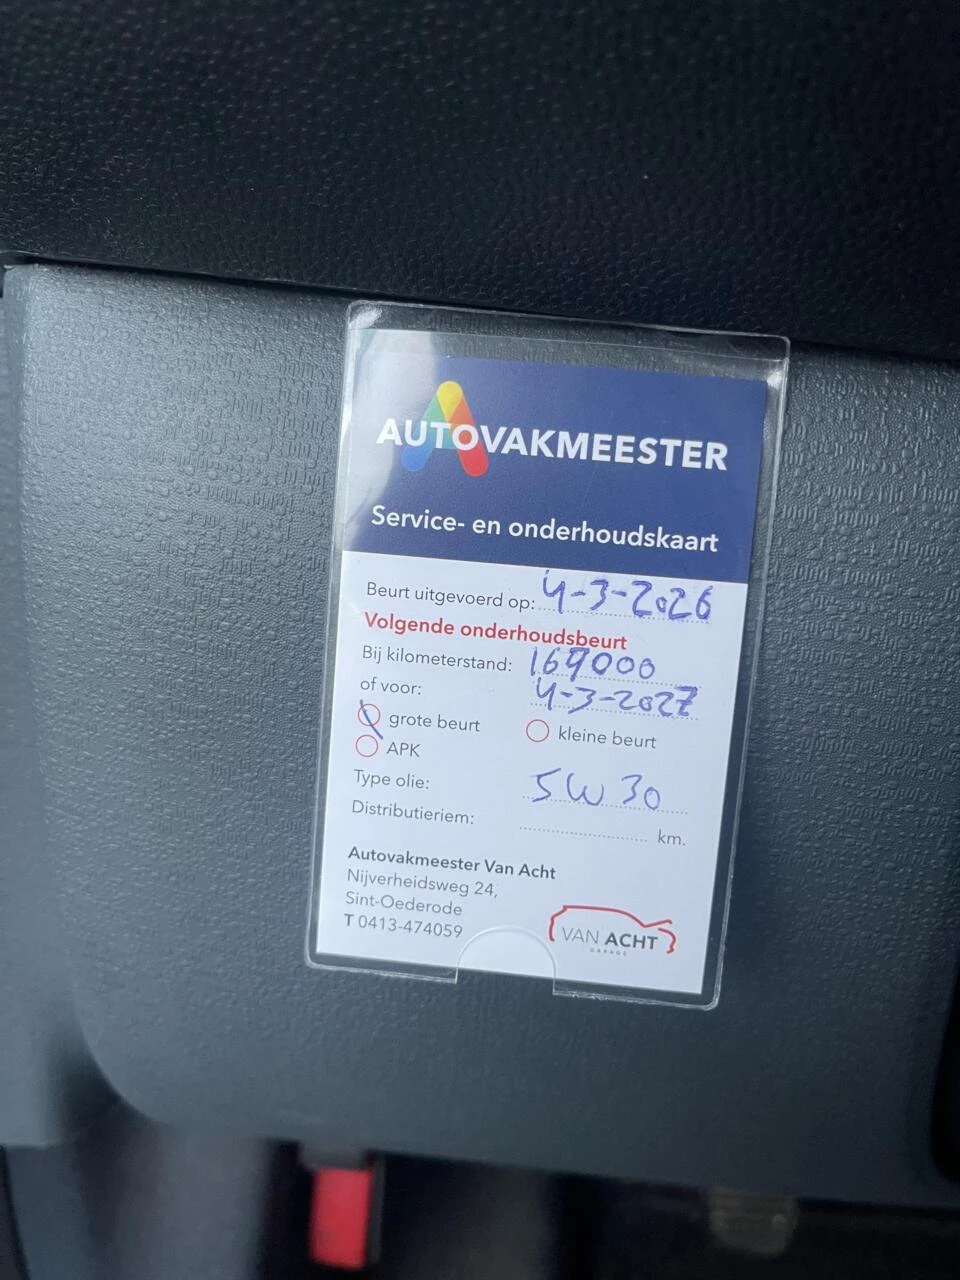 AUTOVAKMEESTER
Service- en onderhoudskaart
Beurt uitgevoerd op: 4-3-2026
Volgende onderhoudsbeurt
Bij kilometerstand: 169000
of voor: 4-3-2027
grote beurt kleine beurt
APK
Type olie: 5W30
Distributieriem: km.
Autovakmeester Van Acht
Nijverheidsweg 24,
Sint-Oederode
T 0413-474059
VAN ACHT
GARAGE